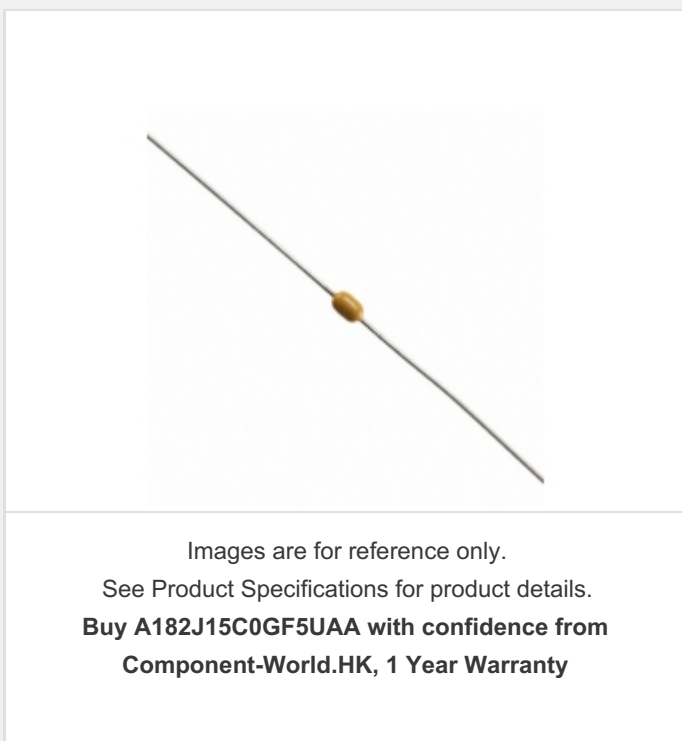 Images are for reference only.
See Product Specifications for product details.
Buy A182J15C0GF5UAA with confidence from
Component-World.HK, 1 Year Warranty